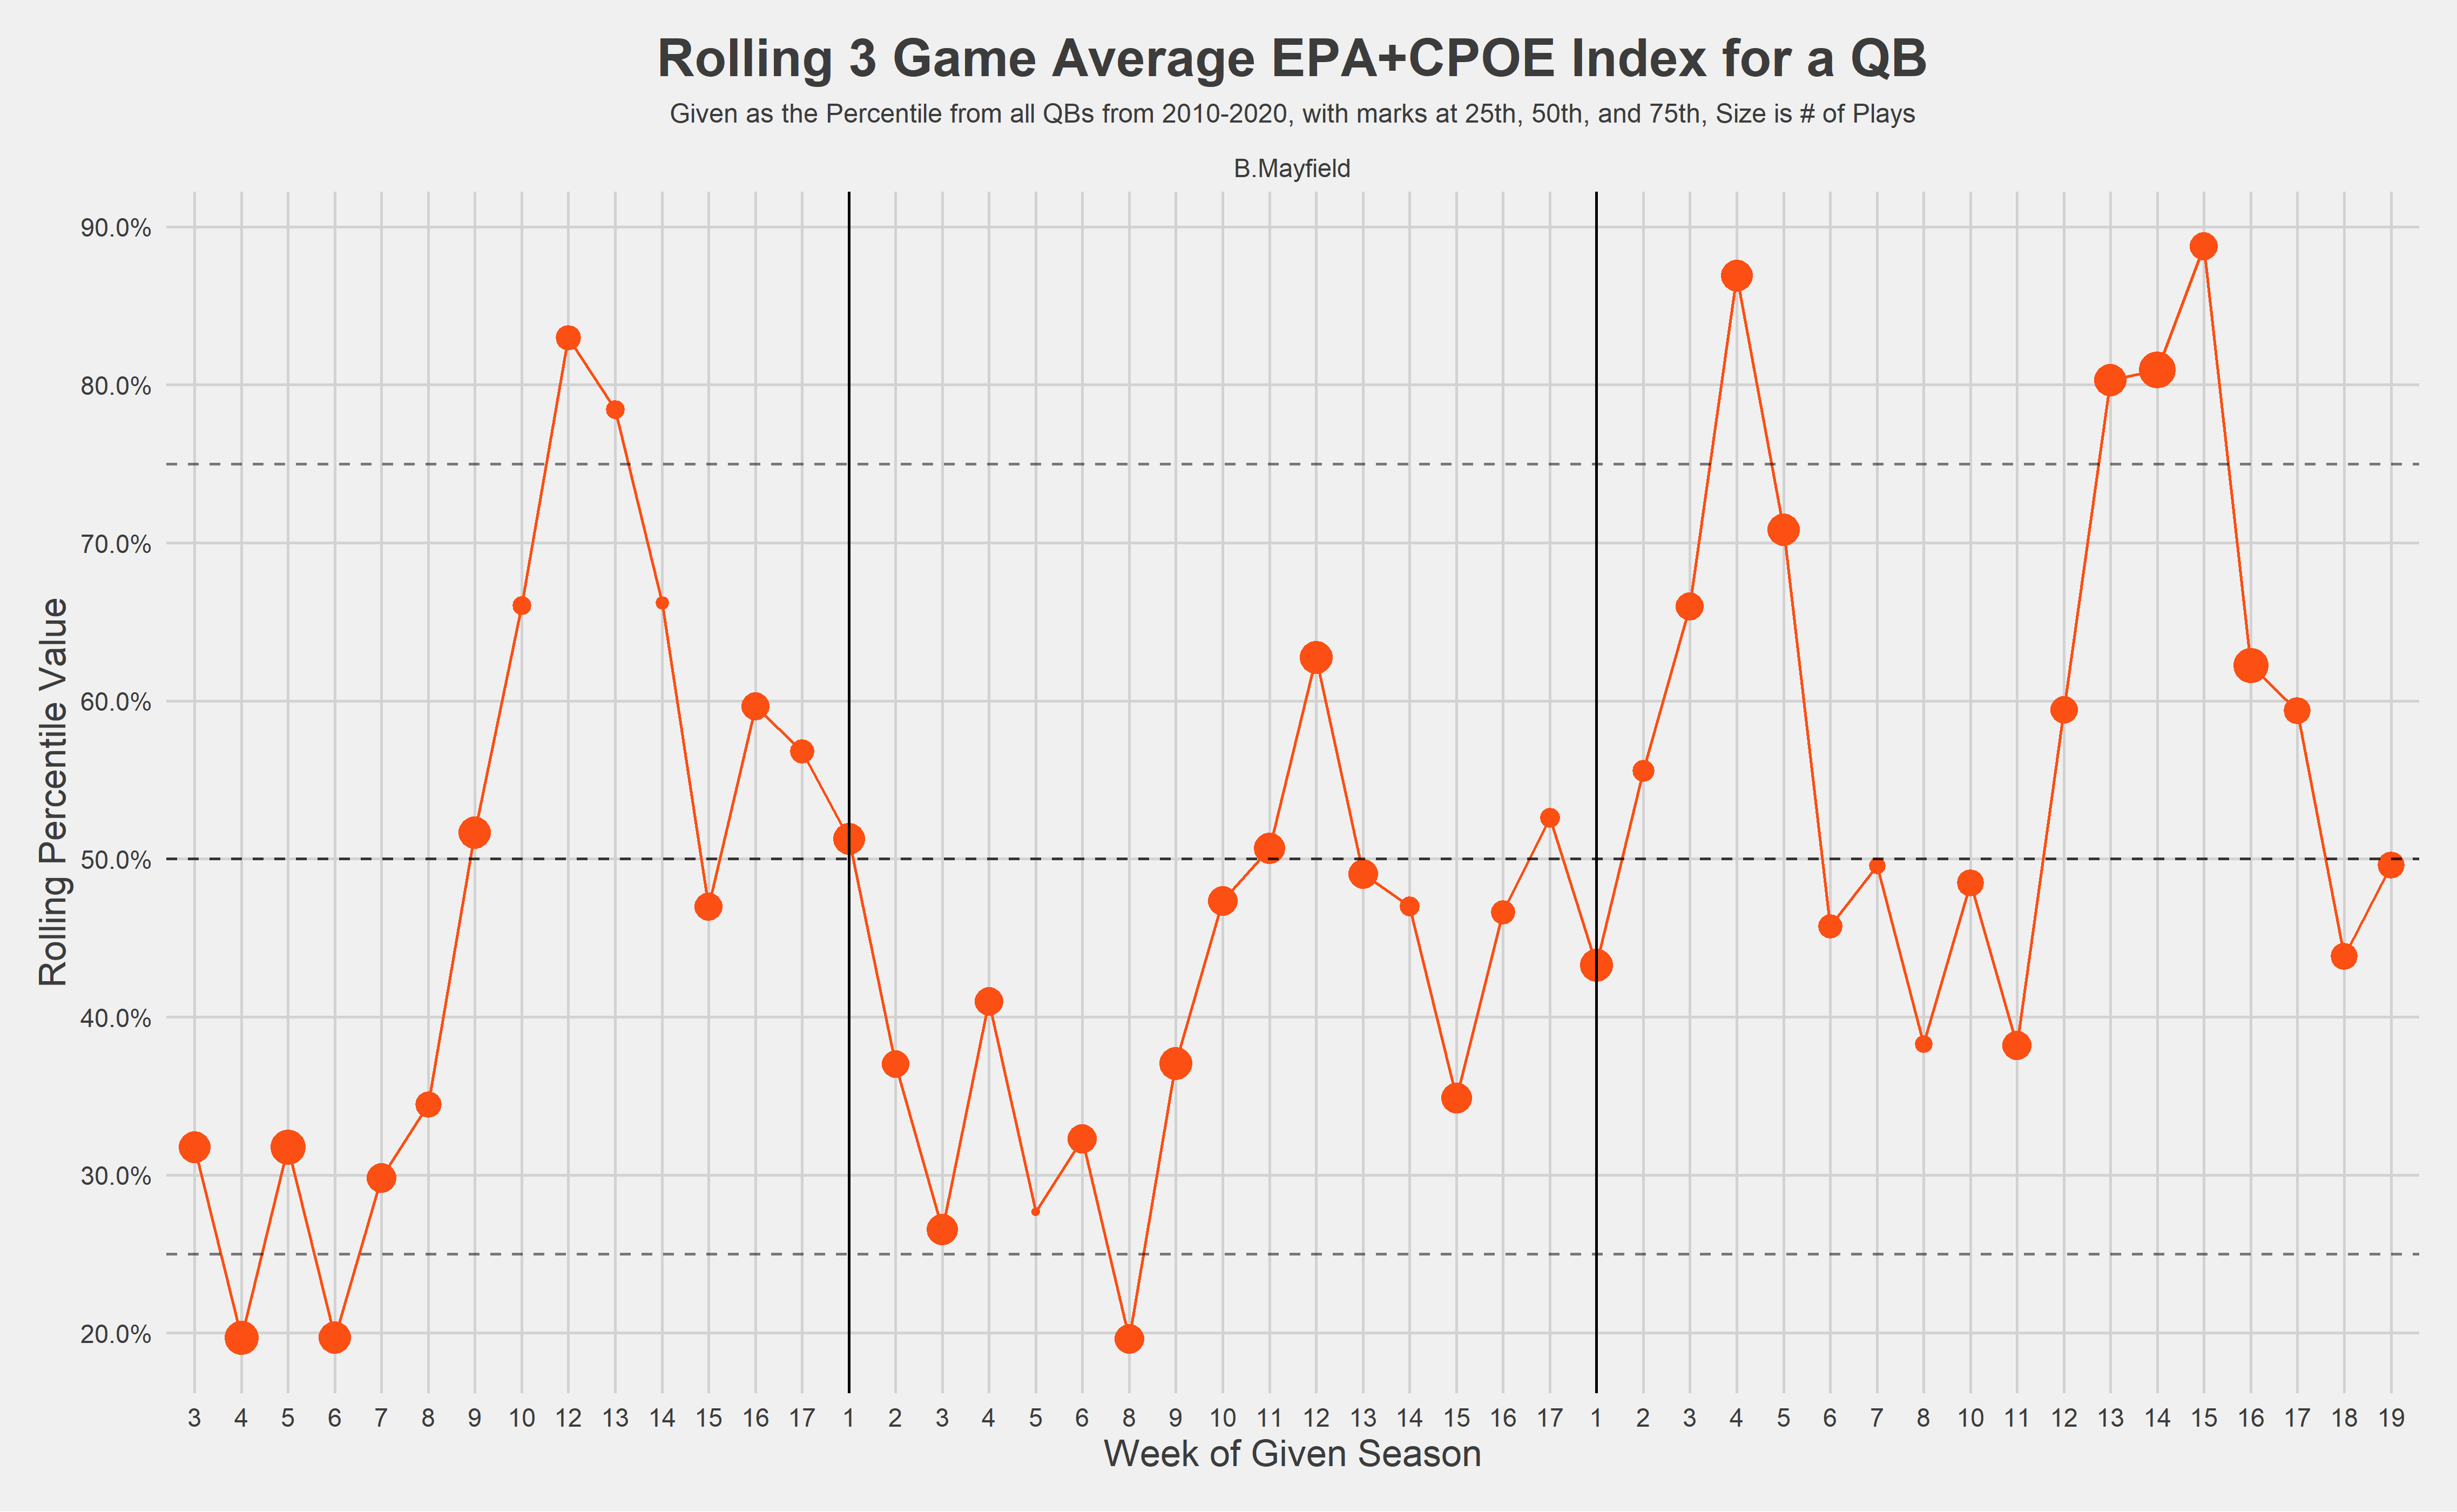 Rolling 3 Game Average EPA+CPOE Index for a QB
Given as the Percentile from all QBs from 2010-2020, with marks at 25th, 50th, and 75th, Size is # of Plays
B.Mayfield
Rolling Percentile Value
90.0%
80.0%
70.0%
60.0%
50.0%
40.0%
30.0%
20.0%
3 4 5 6 7 8 9 10 12 13 14 15 16 17 1 2 3 4 5 6 8 9 10 11 12 13 14 15 16 17 1 2 3 4 5 6 7 8 10 11 12 13 14 15 16 17 18 19
Week of Given Season